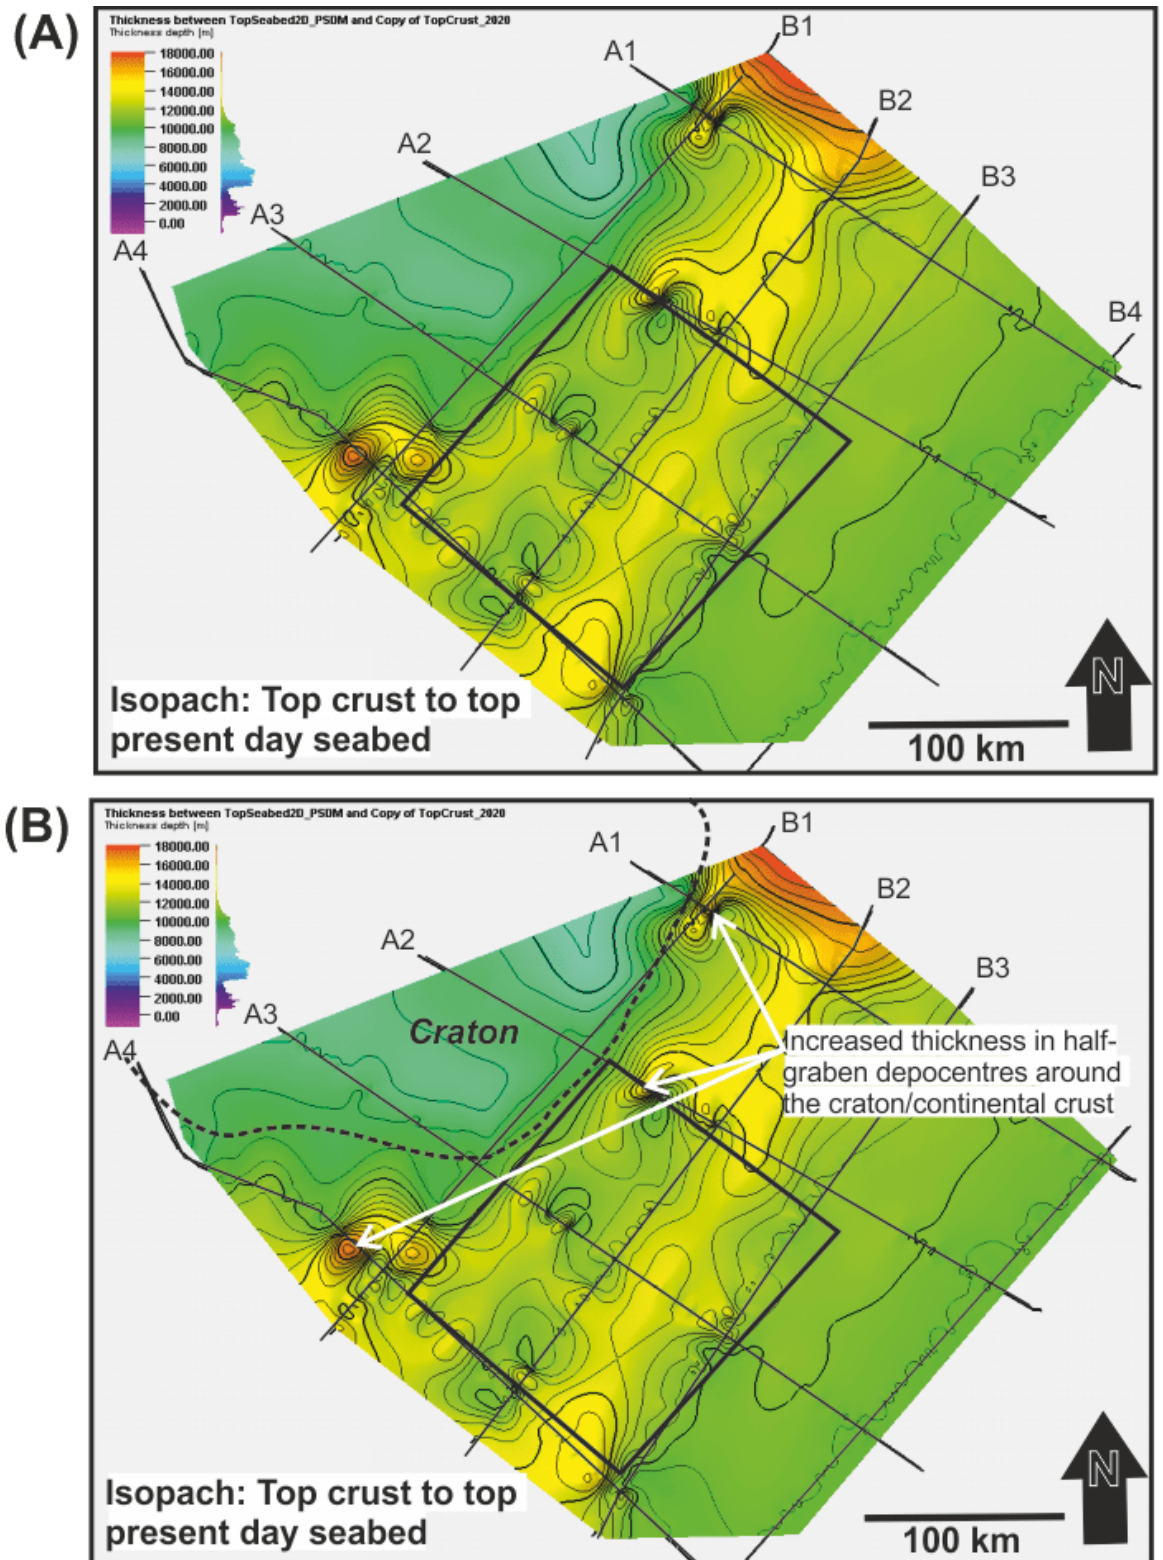 (A)
Thickness between TopSeabed2D_PSDM and Copy of TopCrust_2020
Thickness depth [m]
18000.00
16000.00
14000.00
12000.00
10000.00
8000.00
6000.00
4000.00
2000.00
0.00
B1
A1
B2
A2
B3
A3
A4
B4
Isopach: Top crust to top
present day seabed
N
100 km
(B)
Thickness between TopSeabed2D_PSDM and Copy of TopCrust_2020
Thickness depth [m]
18000.00
16000.00
14000.00
12000.00
10000.00
8000.00
6000.00
4000.00
2000.00
0.00
B1
A1
B2
A2
B3
A3
A4
Craton
Increased thickness in half-
graben depocentres around
the craton/continental crust
Isopach: Top crust to top
present day seabed
N
100 km